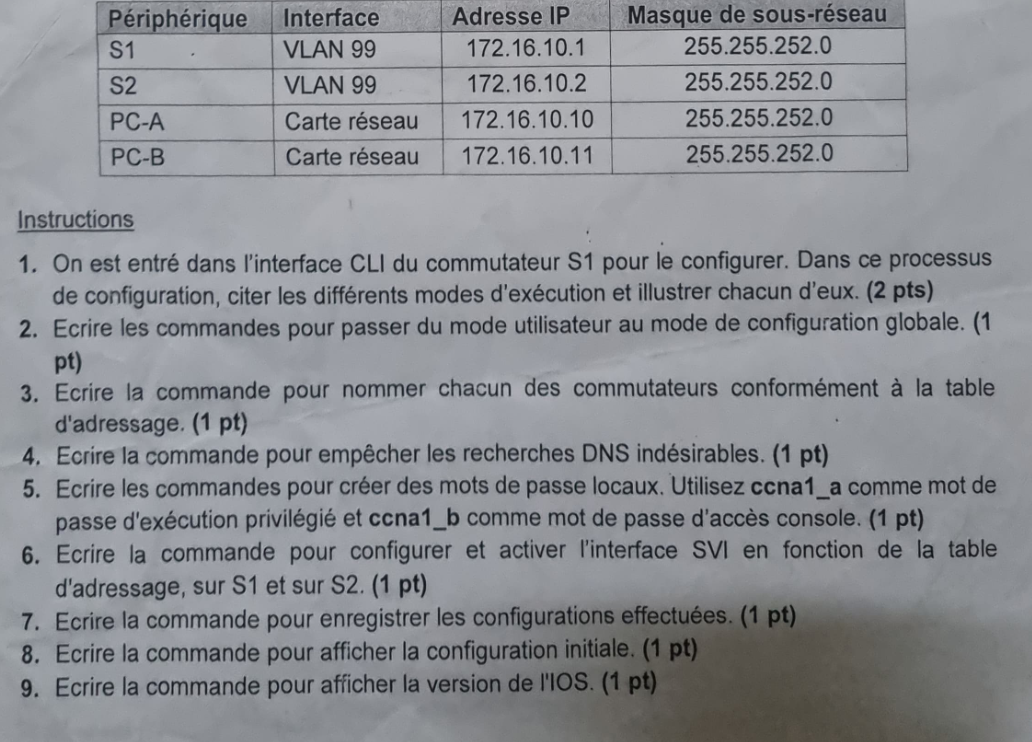 Périphérique Interface Adresse IP Masque de sous-réseau
S1 VLAN 99 172.16.10.1 255.255.252.0
S2 VLAN 99 172.16.10.2 255.255.252.0
PC-A Carte réseau 172.16.10.10 255.255.252.0
PC-B Carte réseau 172.16.10.11 255.255.252.0
Instructions
1. On est entré dans l'interface CLI du commutateur S1 pour le configurer. Dans ce processus
de configuration, citer les différents modes d'exécution et illustrer chacun d'eux. (2 pts)
2. Ecrire les commandes pour passer du mode utilisateur au mode de configuration globale. (1
pt)
3. Ecrire la commande pour nommer chacun des commutateurs conformément à la table
d'adressage. (1 pt)
4. Ecrire la commande pour empêcher les recherches DNS indésirables. (1 pt)
5. Ecrire les commandes pour créer des mots de passe locaux. Utilisez ccna1_a comme mot de
passe d'exécution privilégié et ccna1_b comme mot de passe d'accès console. (1 pt)
6. Ecrire la commande pour configurer et activer l'interface SVI en fonction de la table
d'adressage, sur S1 et sur S2. (1 pt)
7. Ecrire la commande pour enregistrer les configurations effectuées. (1 pt)
8. Ecrire la commande pour afficher la configuration initiale. (1 pt)
9. Ecrire la commande pour afficher la version de l'IOS. (1 pt)